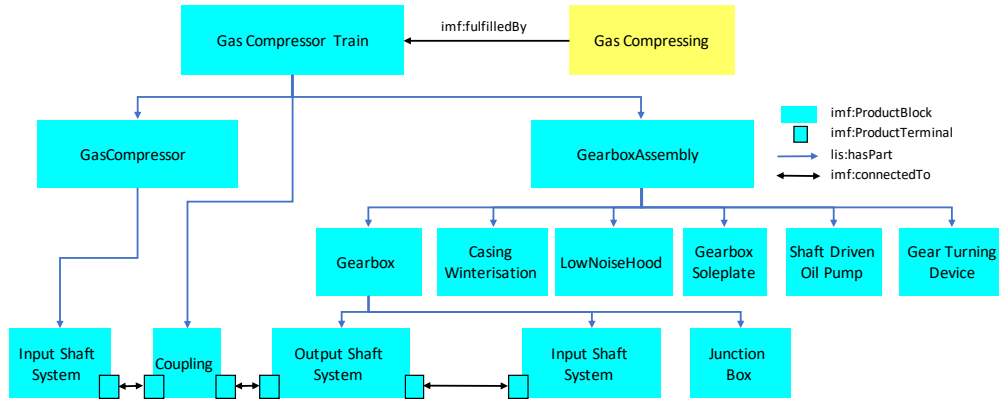 imf:fulfilledBy
Gas Compressor Train
Gas Compressing
imf:ProductBlock
imf:ProductTerminal
lis:hasPart
imf:connectedTo
GasCompressor
GearboxAssembly
Gearbox
Casing
Winterisation
LowNoiseHood
Gearbox
Soleplate
Shaft Driven
Oil Pump
Gear Turning
Device
Input Shaft
System
Coupling
Output Shaft
System
Input Shaft
System
Junction
Box